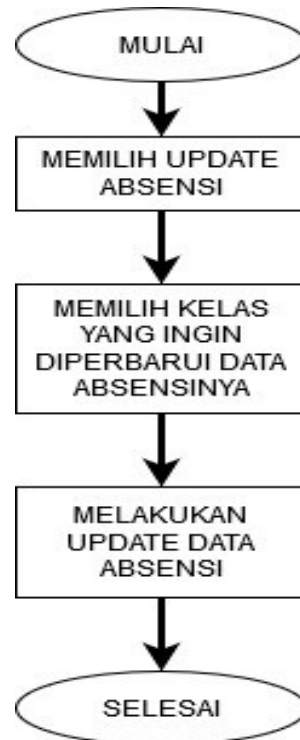 MULAI
MEMILIH UPDATE
ABSENSI
MEMILIH KELAS
YANG INGIN
DIPERBARUI DATA
ABSENSINYA
MELAKUKAN
UPDATE DATA
ABSENSI
SELESAI